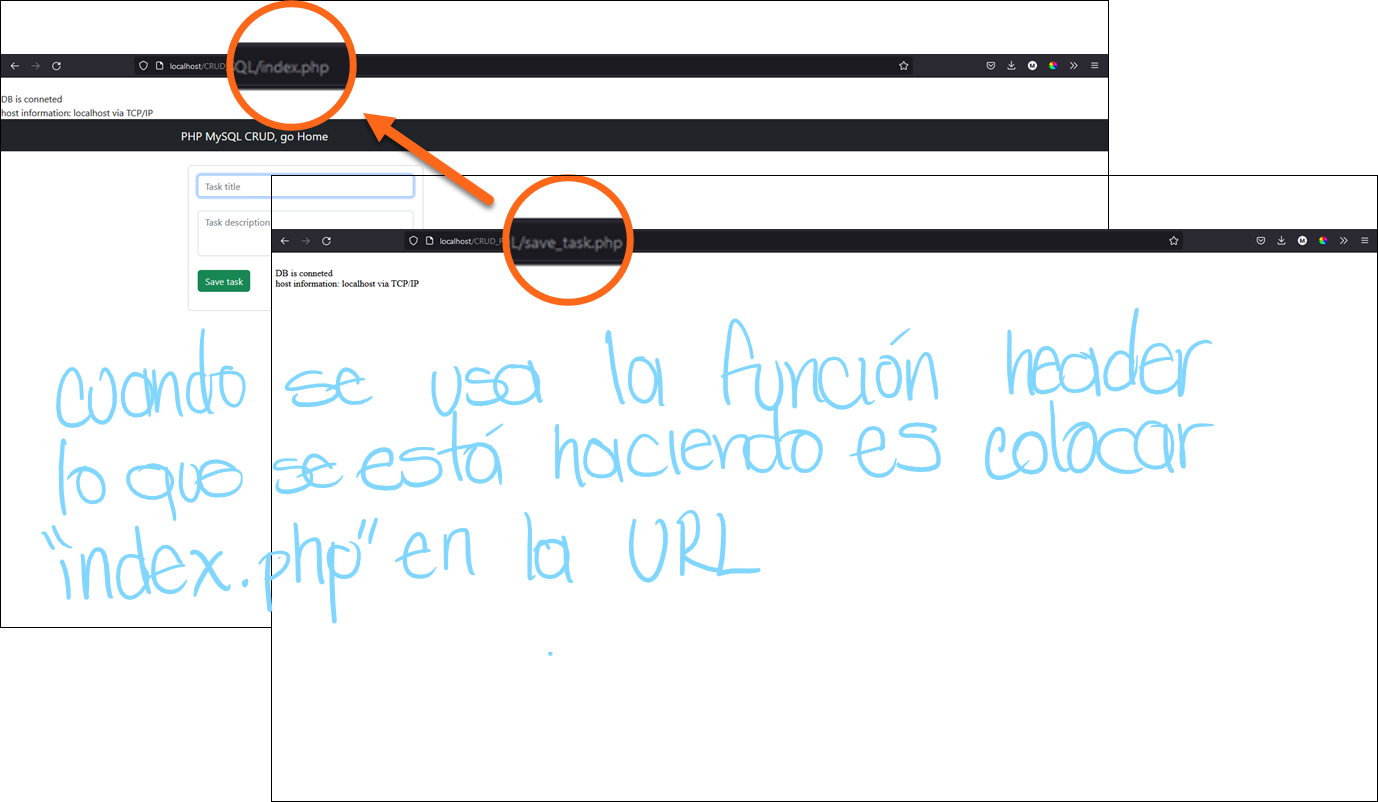 localhost/CRUD_
QL/index.php
DB is conneted
host information: localhost via TCP/IP
PHP MySQL CRUD, go Home
Task title
Task description
Save task
localhost/CRUD_P
L/save_task.php
DB is conneted
host information: localhost via TCP/IP
cuando se usa la función header
lo que se está haciendo es colocar
"index.php" en la URL